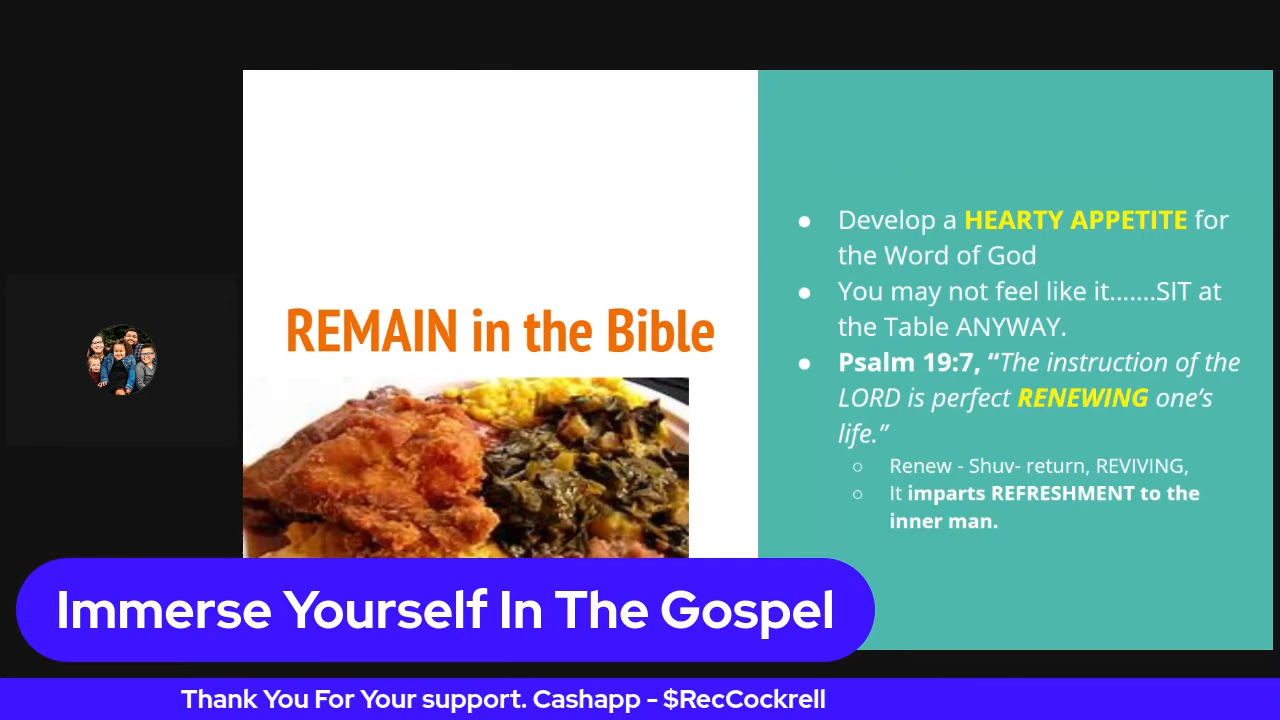 REMAIN in the Bible
Develop a HEARTY APPETITE for
the Word of God
You may not feel like it.......SIT at
the Table ANYWAY.
Psalm 19:7, “The instruction of the
LORD is perfect RENEWING one’s
life.”
Renew - Shuv- return, REVIVING,
It imparts REFRESHMENT to the
inner man.
Immerse Yourself In The Gospel
Thank You For Your support. Cashapp - $RecCockrell